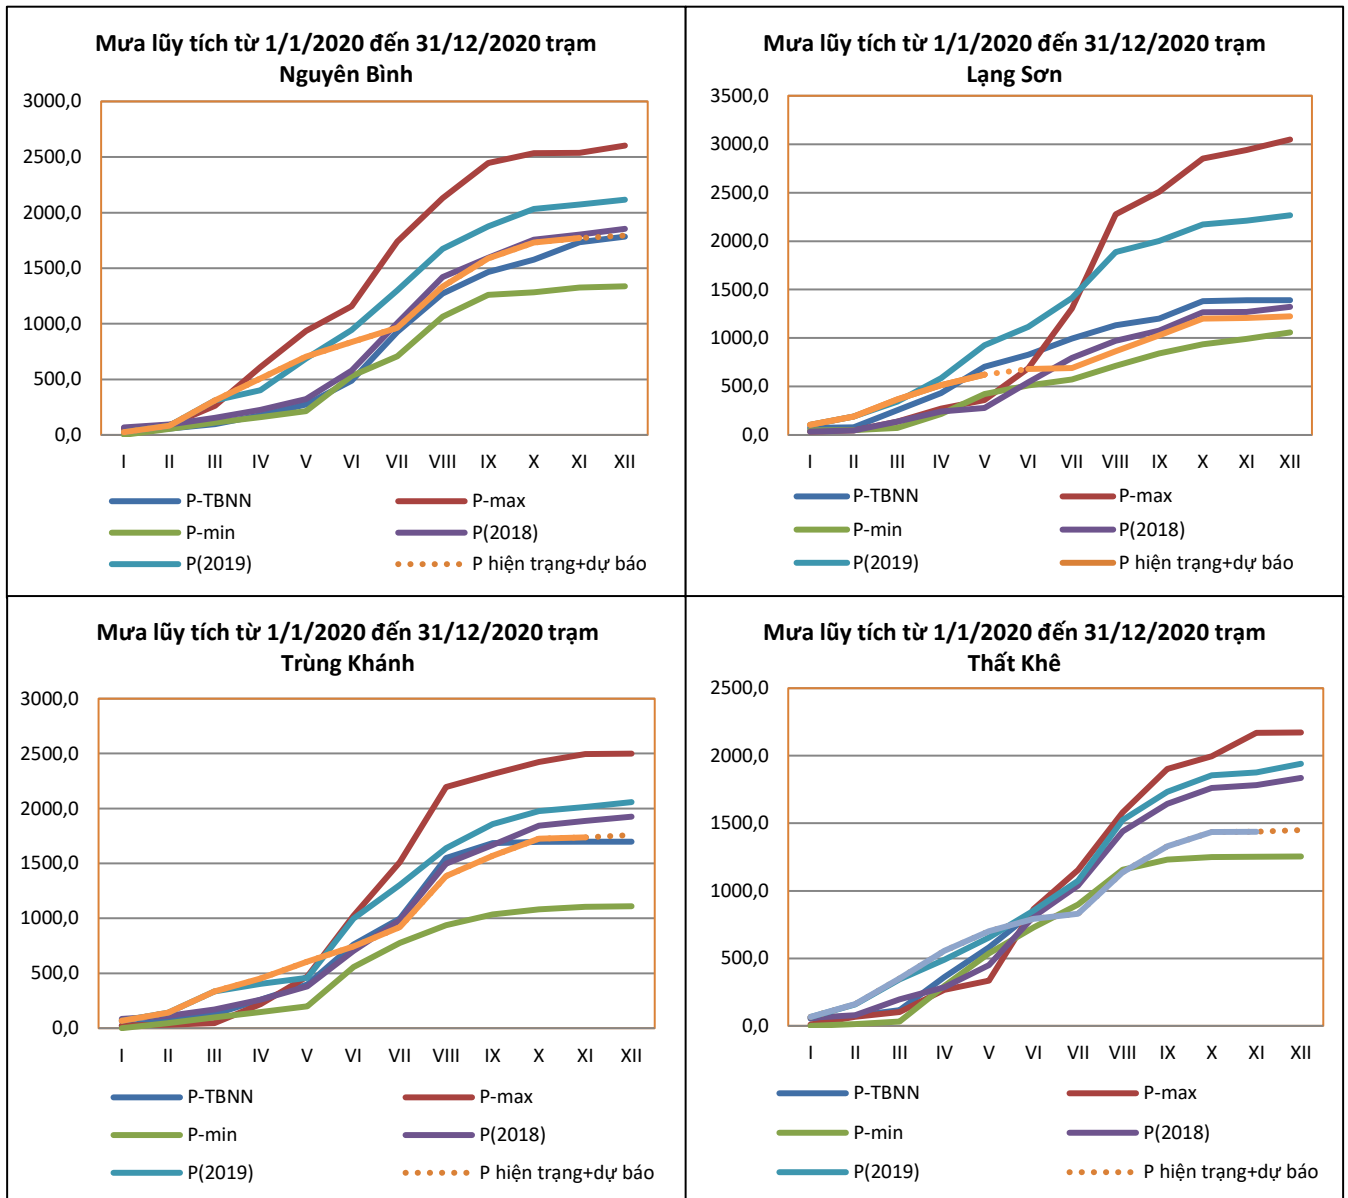 Mưa lũy tích từ 1/1/2020 đến 31/12/2020 trạm
Nguyên Bình
3000,0
2500,0
2000,0
1500,0
1000,0
500,0
0,0
I II III IV V VI VII VIII IX X XI XII
P-TBNN P-max
P-min P(2018)
P(2019) P hiện trạng+dự báo
Mưa lũy tích từ 1/1/2020 đến 31/12/2020 trạm
Lạng Sơn
3500,0
3000,0
2500,0
2000,0
1500,0
1000,0
500,0
0,0
I II III IV V VI VII VIII IX X XI XII
P-TBNN P-max
P-min P(2018)
P(2019) P hiện trạng+dự báo
Mưa lũy tích từ 1/1/2020 đến 31/12/2020 trạm
Trùng Khánh
3000,0
2500,0
2000,0
1500,0
1000,0
500,0
0,0
I II III IV V VI VII VIII IX X XI XII
P-TBNN P-max
P-min P(2018)
P(2019) P hiện trạng+dự báo
Mưa lũy tích từ 1/1/2020 đến 31/12/2020 trạm
Thất Khê
2500,0
2000,0
1500,0
1000,0
500,0
0,0
I II III IV V VI VII VIII IX X XI XII
P-TBNN P-max
P-min P(2018)
P(2019) P hiện trạng+dự báo